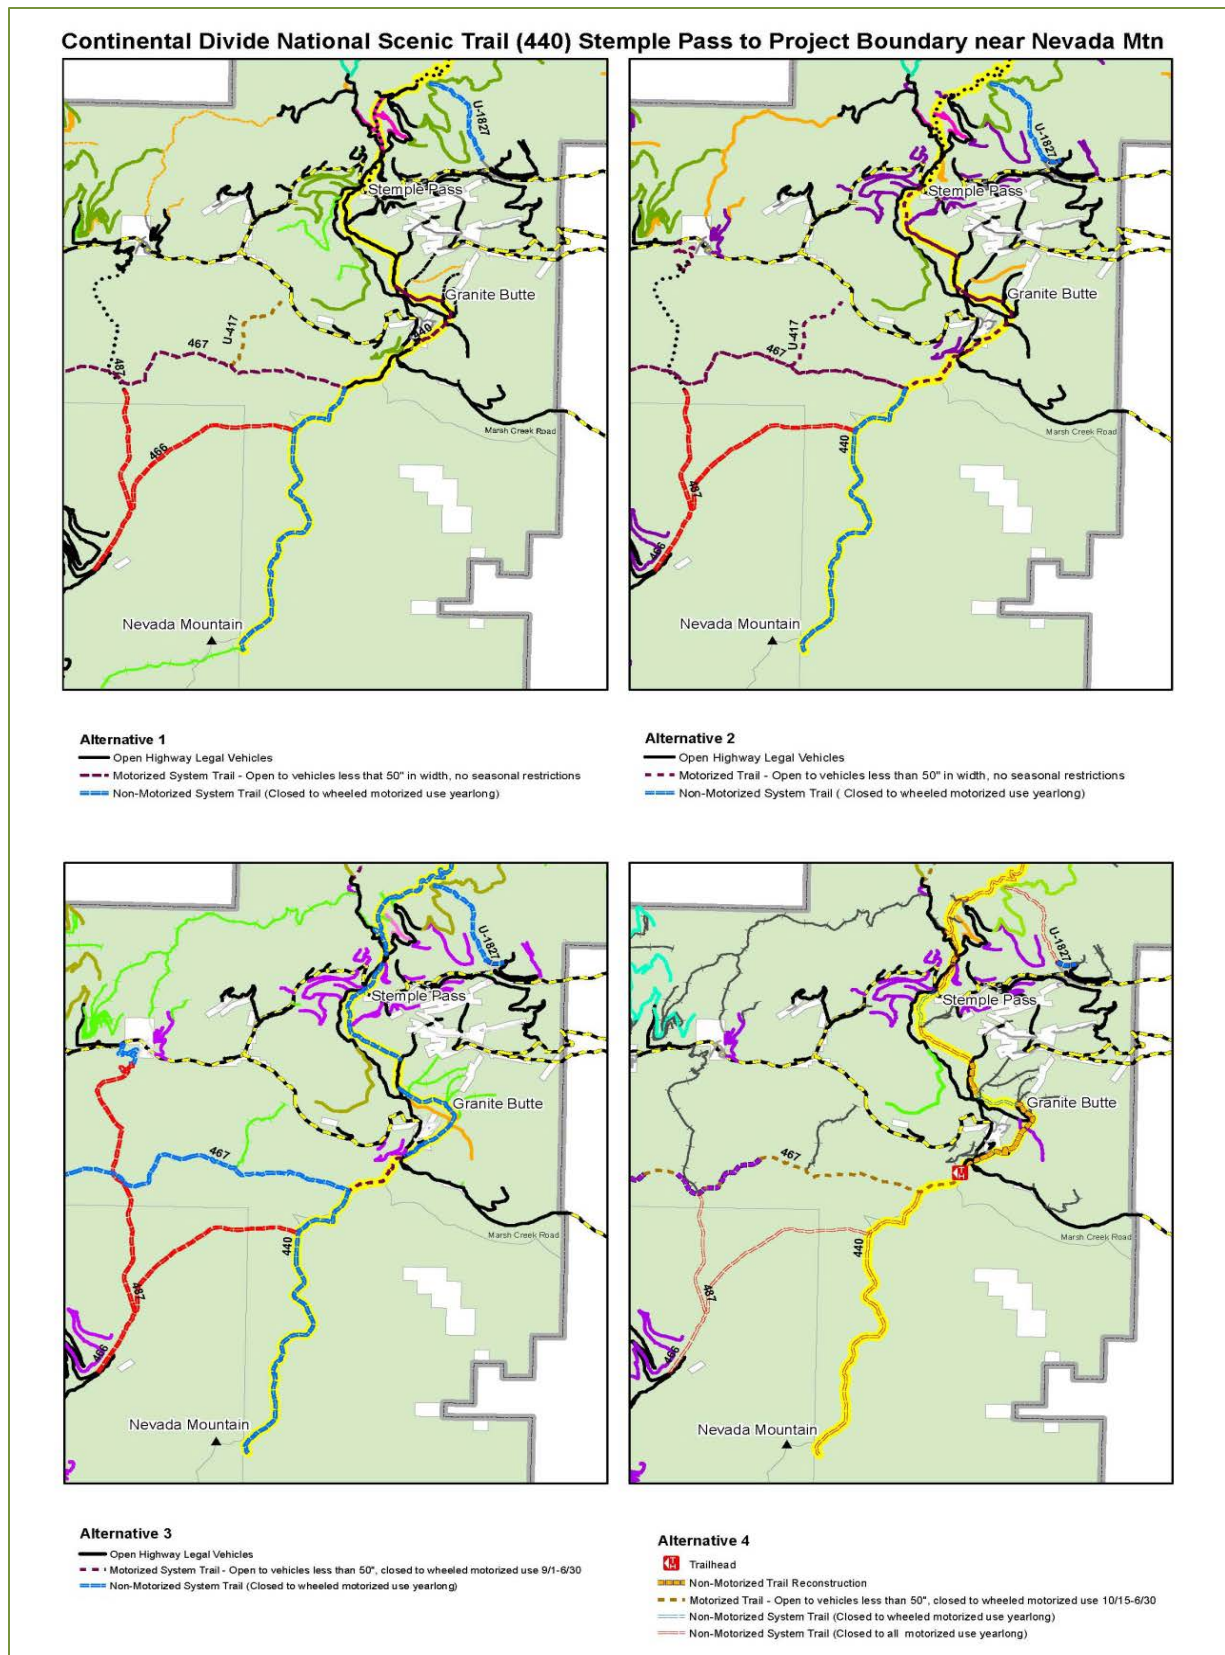 Continental Divide National Scenic Trail (440) Stemple Pass to Project Boundary near Nevada Mtn
U-1827
Stemple Pass
Granite Butte
U-417
440
467
487
466
Marsh Creek Road
Nevada Mountain
U-1827
Stemple Pass
Granite Butte
U-417
467
440
Marsh Creek Road
487
466
Nevada Mountain
Alternative 1
Open Highway Legal Vehicles
Motorized System Trail - Open to vehicles less that 50" in width, no seasonal restrictions
Non-Motorized System Trail (Closed to wheeled motorized use yearlong)
Alternative 2
Open Highway Legal Vehicles
Motorized Trail - Open to vehicles less than 50" in width, no seasonal restrictions
Non-Motorized System Trail ( Closed to wheeled motorized use yearlong)
U-1827
Stemple Pass
Granite Butte
467
440
Marsh Creek Road
487
466
Nevada Mountain
U-1827
Stemple Pass
Granite Butte
467
440
Marsh Creek Road
487
466
Nevada Mountain
Alternative 3
Open Highway Legal Vehicles
Motorized System Trail - Open to vehicles less than 50", closed to wheeled motorized use 9/1-6/30
Non-Motorized System Trail (Closed to wheeled motorized use yearlong)
Alternative 4
Trailhead
Non-Motorized Trail Reconstruction
Motorized Trail - Open to vehicles less than 50", closed to wheeled motorized use 10/15-6/30
Non-Motorized System Trail (Closed to wheeled motorized use yearlong)
Non-Motorized System Trail (Closed to all motorized use yearlong)